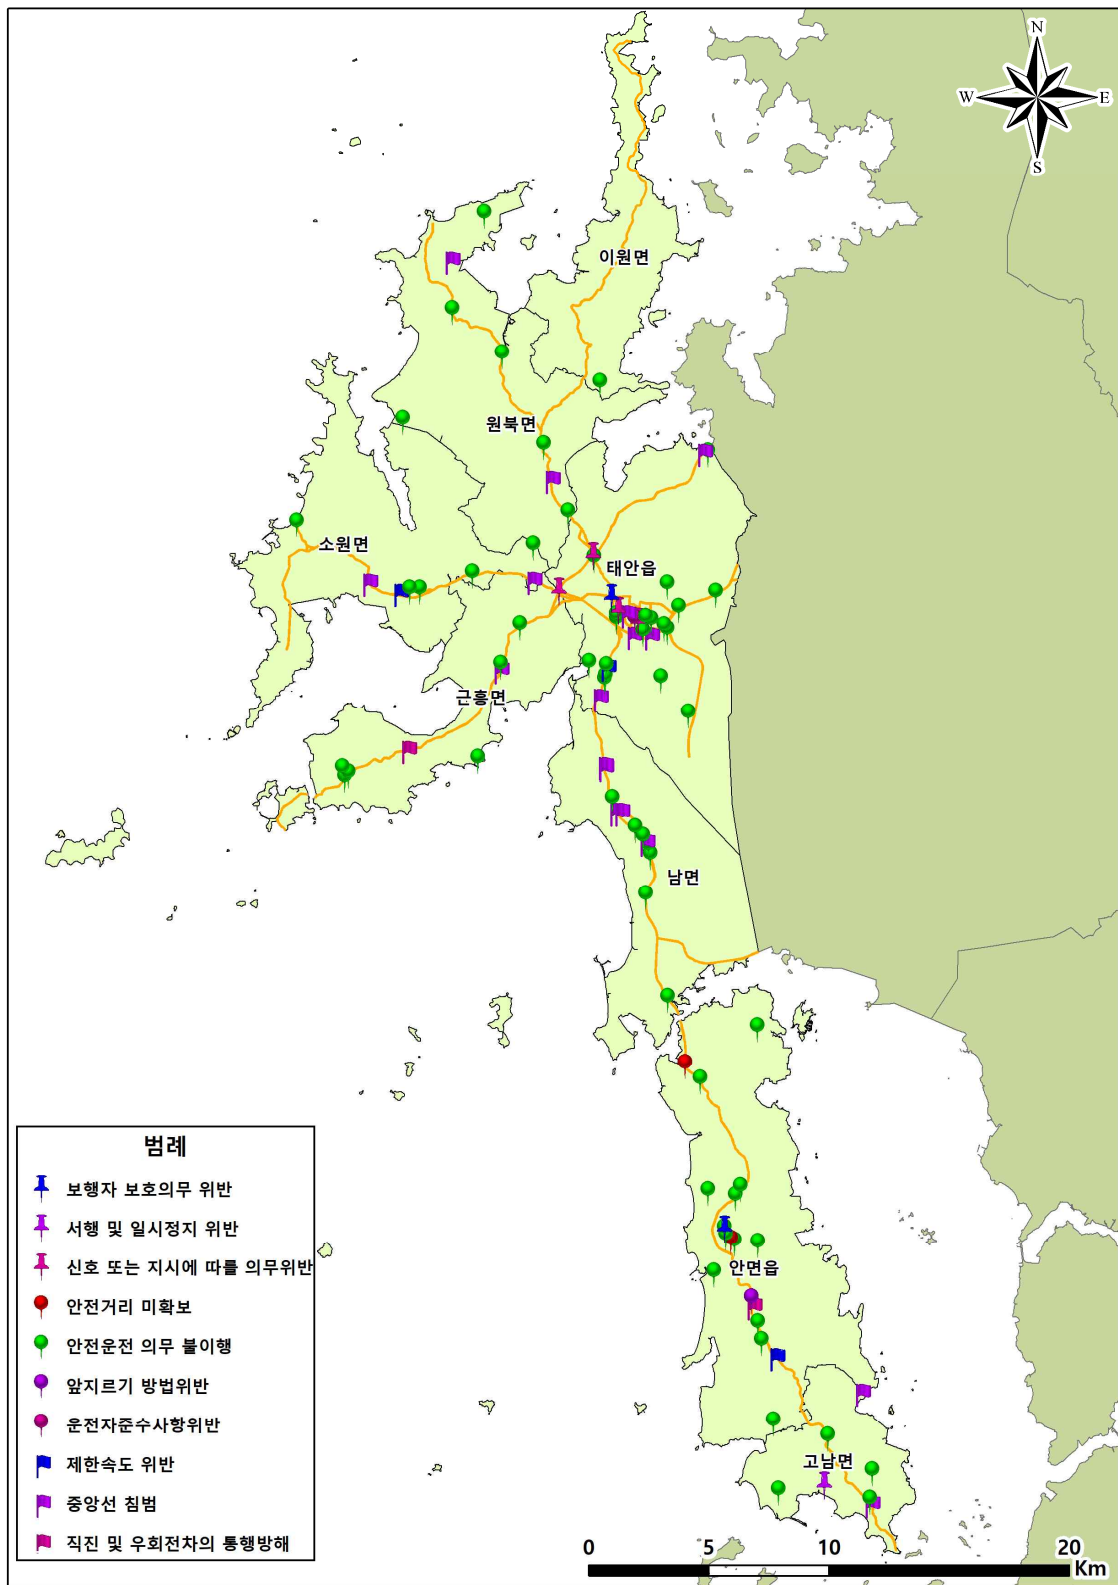 N
W
E
S
이원면
원북면
소원면
태안읍
근흥면
남면
안면읍
고남면
범례
보행자 보호의무 위반
서행 및 일시정지 위반
신호 또는 지시에 따를 의무위반
안전거리 미확보
안전운전 의무 불이행
앞지르기 방법위반
운전자준수사항위반
제한속도 위반
중앙선 침범
직진 및 우회전차의 통행방해
0 5 10 20
Km